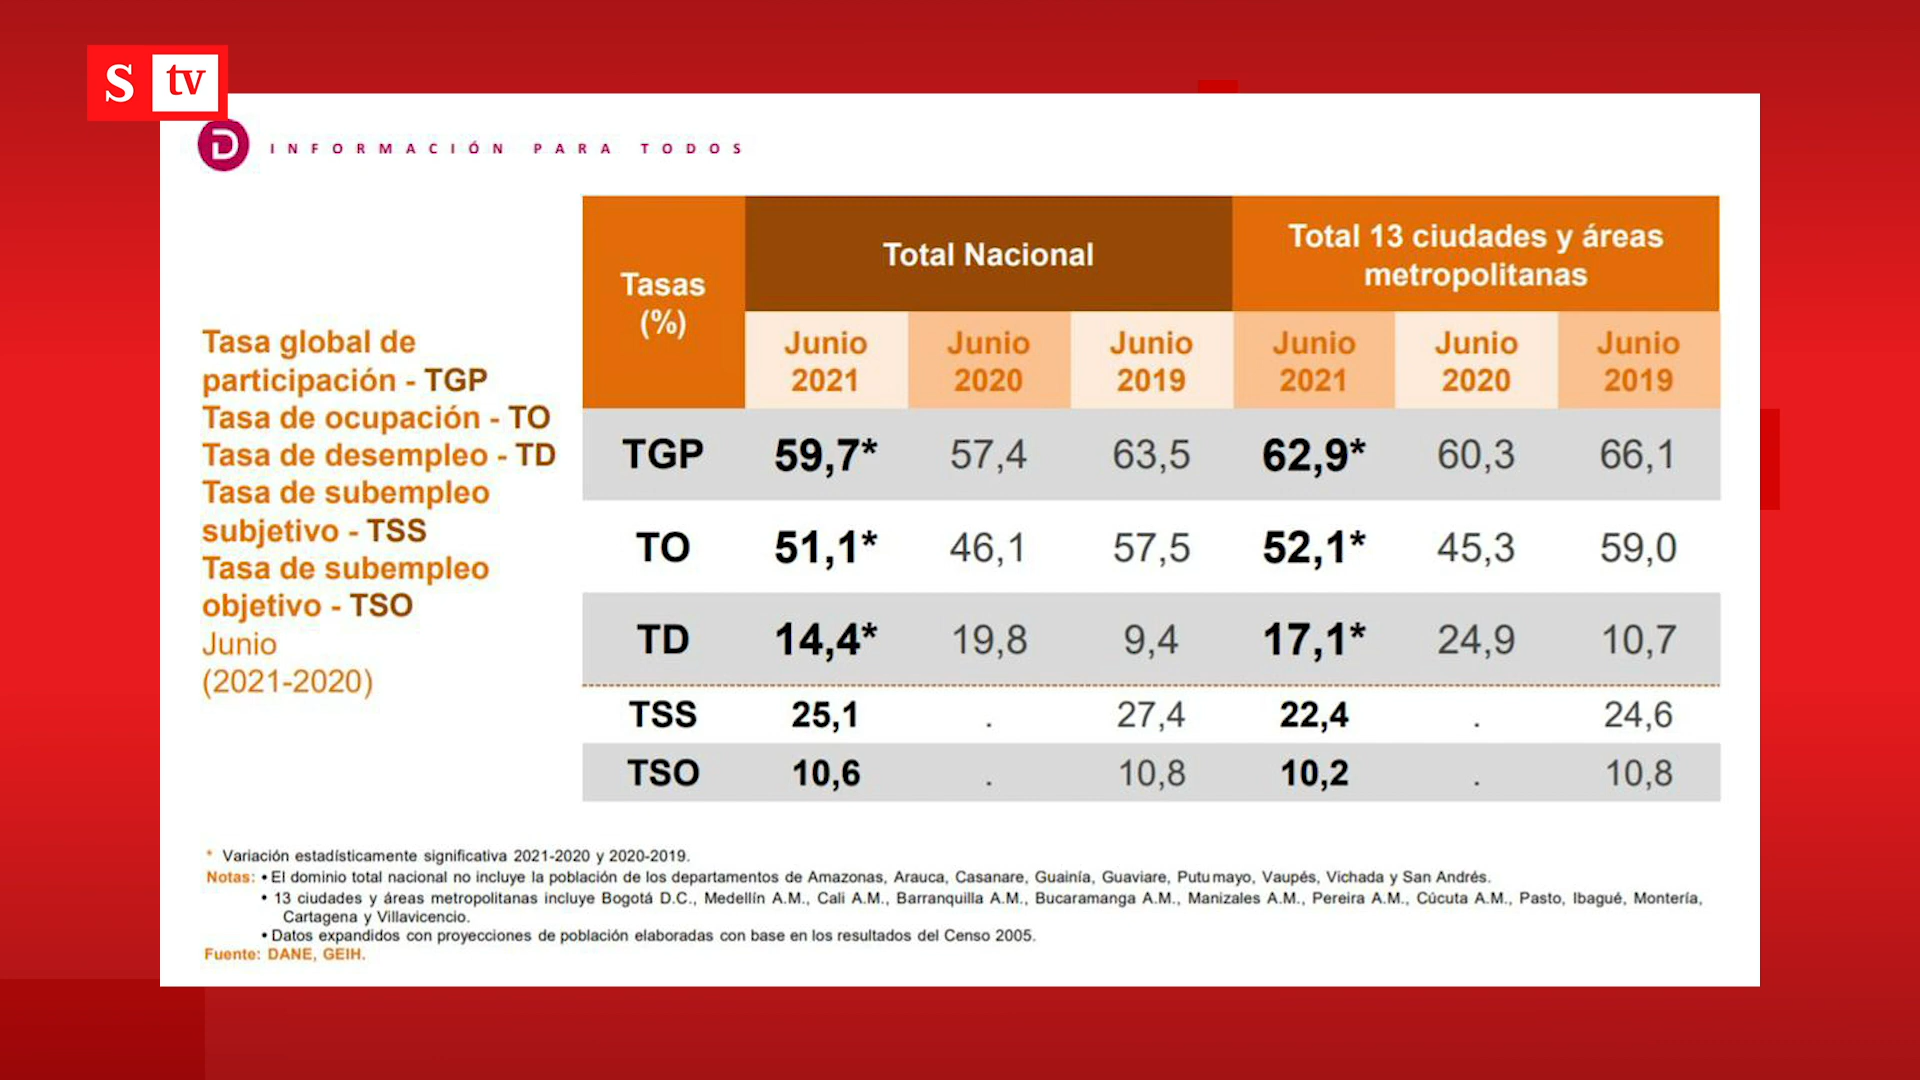 S tv
INFORMACIÓN PARA TODOS
Tasa global de
participación - TGP
Tasa de ocupación - TO
Tasa de desempleo - TD
Tasa de subempleo
subjetivo - TSS
Tasa de subempleo
objetivo - TSO
Junio
(2021-2020)
Tasas (%) Total Nacional Total 13 ciudades y áreas metropolitanas
Junio 2021 Junio 2020 Junio 2019 Junio 2021 Junio 2020 Junio 2019
TGP 59,7* 57,4 63,5 62,9* 60,3 66,1
TO 51,1* 46,1 57,5 52,1* 45,3 59,0
TD 14,4* 19,8 9,4 17,1* 24,9 10,7
TSS 25,1 . 27,4 22,4 . 24,6
TSO 10,6 . 10,8 10,2 . 10,8
* Variación estadísticamente significativa 2021-2020 y 2020-2019.
Notas: • El dominio total nacional no incluye la población de los departamentos de Amazonas, Arauca, Casanare, Guainía, Guaviare, Putumayo, Vaupés, Vichada y San Andrés.
• 13 ciudades y áreas metropolitanas incluye Bogotá D.C., Medellín A.M., Cali A.M., Barranquilla A.M., Bucaramanga A.M., Manizales A.M., Pereira A.M., Cúcuta A.M., Pasto, Ibagué, Montería,
Cartagena y Villavicencio.
• Datos expandidos con proyecciones de población elaboradas con base en los resultados del Censo 2005.
Fuente: DANE, GEIH.